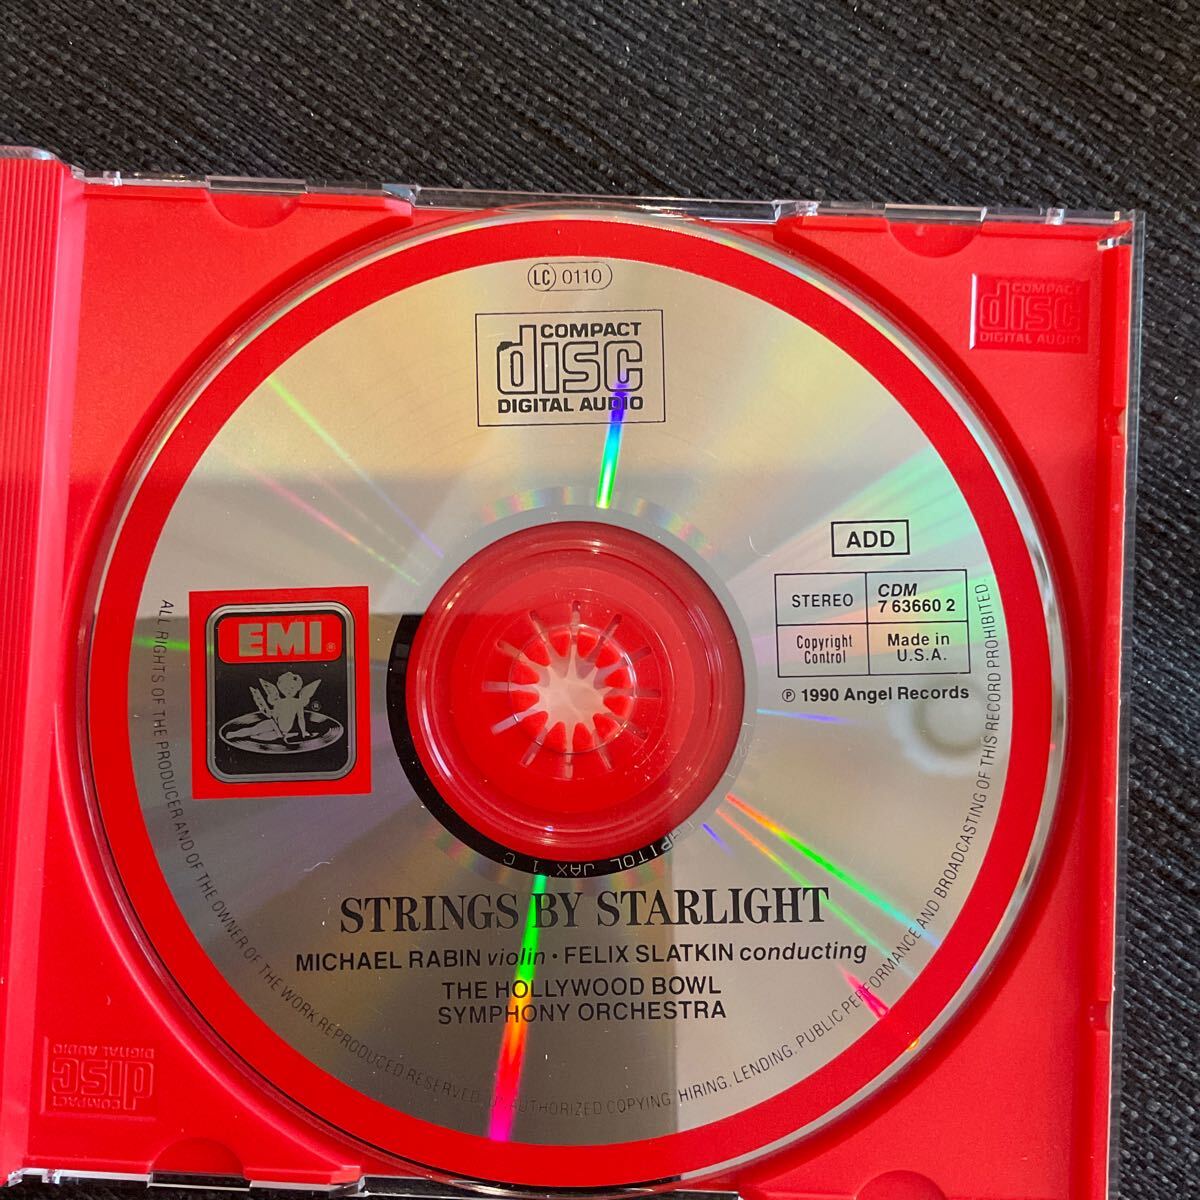 LC 0110
COMPACT
disc
DIGITAL AUDIO
COMPACT
disc
DIGITAL AUDIO
ADD
STEREO
CDM
7 63660 2
Copyright
Control
Made in
U.S.A.
℗ 1990 Angel Records
EMI ®
®
CAPITOL JAX
STRINGS BY STARLIGHT
MICHAEL RABIN violin · FELIX SLATKIN conducting
THE HOLLYWOOD BOWL
SYMPHONY ORCHESTRA
ALL RIGHTS OF THE PRODUCER AND OF THE OWNER OF THE WORK REPRODUCED RESERVED. UNAUTHORIZED COPYING, HIRING, LENDING, PUBLIC PERFORMANCE AND BROADCASTING OF THIS RECORD PROHIBITED.
COMPACT
disc
DIGITAL AUDIO